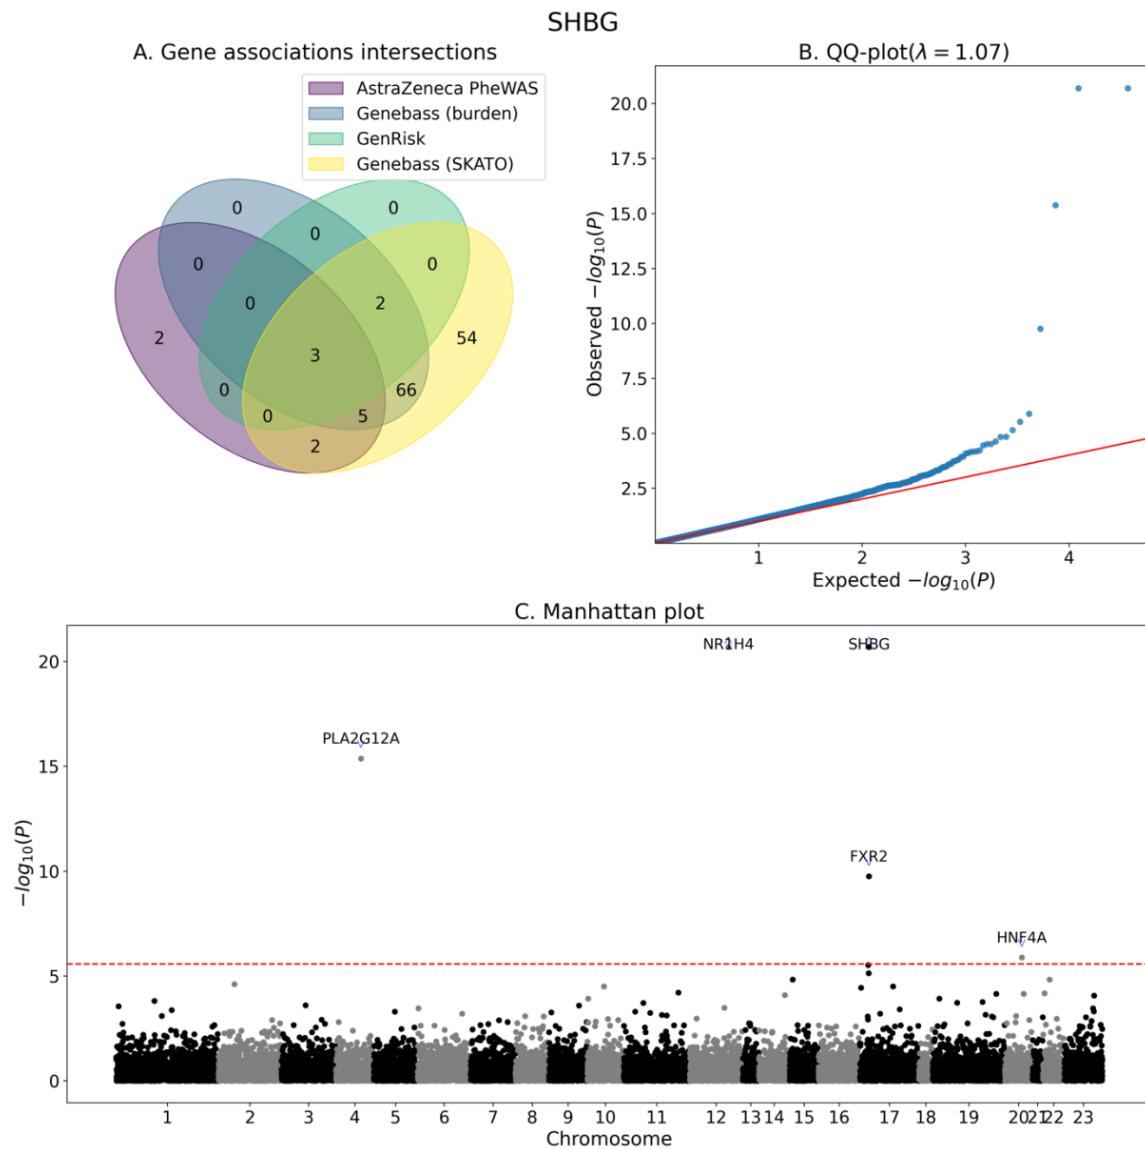 SHBG
A. Gene associations intersections
AstraZeneca PheWAS
Genebass (burden)
GenRisk
Genebass (SKATO)
0 0
0
0 0
0 2
2 54
3
0 66
0 5
2
B. QQ-plot(λ = 1.07)
Observed −log₁₀(P)
20.0
17.5
15.0
12.5
10.0
7.5
5.0
2.5
1 2 3 4
Expected −log₁₀(P)
C. Manhattan plot
−log₁₀(P)
20
15
10
5
0
NR1H4
SHBG
PLA2G12A
FXR2
HNF4A
1 2 3 4 5 6 7 8 9 10 11 12 13 14 15 16 17 18 19 20 21 22 23
Chromosome